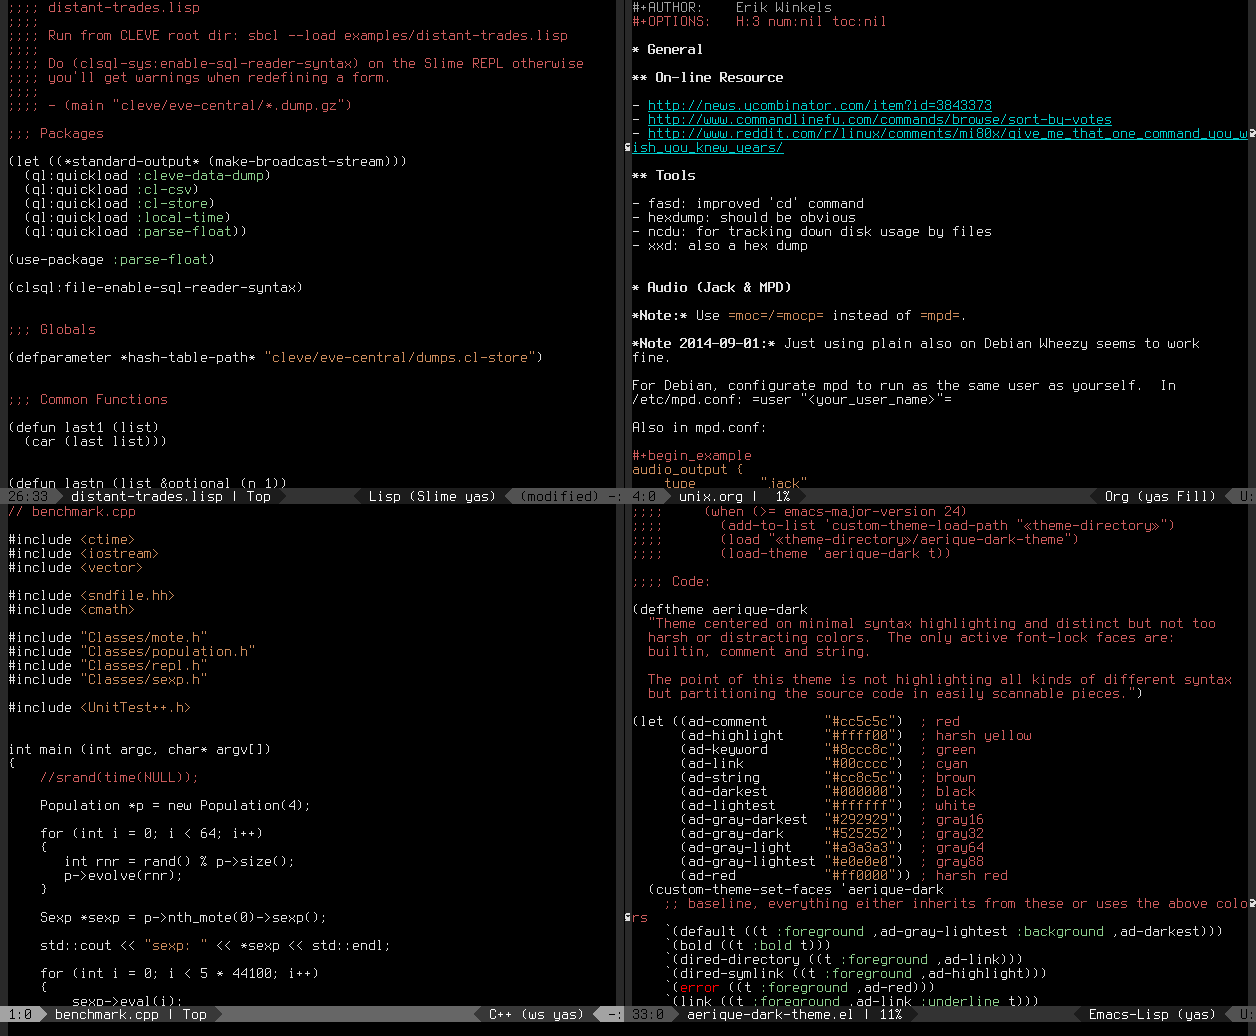 ;;;; distant-trades.lisp
;;;;
;;;; Run from CLEVE root dir: sbcl --load examples/distant-trades.lisp
;;;;
;;;; Do (clsql-sys:enable-sql-reader-syntax) on the Slime REPL otherwise
;;;; you'll get warnings when redefining a form.
;;;;
;;;; - (main "cleve/eve-central/*.dump.gz")

;;; Packages

(let ((*standard-output* (make-broadcast-stream)))
  (ql:quickload :cleve-data-dump)
  (ql:quickload :cl-csv)
  (ql:quickload :cl-store)
  (ql:quickload :local-time)
  (ql:quickload :parse-float))

(use-package :parse-float)

(clsql:file-enable-sql-reader-syntax)

;;; Globals

(defparameter *hash-table-path* "cleve/eve-central/dumps.cl-store")

;;; Common Functions

(defun last1 (list)
  (car (last list)))

(defun lastn (list &optional (n 1))
26:33 distant-trades.lisp | Top Lisp (Slime yas) (modified) -:
#+AUTHOR:    Erik Winkels
#+OPTIONS:   H:3 num:nil toc:nil

* General

** On-line Resource

- http://news.ycombinator.com/item?id=3843373
- http://www.commandlinefu.com/commands/browse/sort-by-votes
- http://www.reddit.com/r/linux/comments/mi80x/give_me_that_one_command_you_w
ish_you_knew_years/

** Tools

- fasd: improved 'cd' command
- hexdump: should be obvious
- ncdu: for tracking down disk usage by files
- xxd: also a hex dump

* Audio (Jack & MPD)

*Note:* Use =moc=/=mocp= instead of =mpd=.

*Note 2014-09-01:* Just using plain also on Debian Wheezy seems to work
fine.

For Debian, configurate mpd to run as the same user as yourself.  In
/etc/mpd.conf: =user "<your_user_name>"=

Also in mpd.conf:

#+begin_example
audio_output {
    type        "jack"
4:0 unix.org |  1% Org (yas Fill) U:
// benchmark.cpp

#include <ctime>
#include <iostream>
#include <vector>

#include <sndfile.hh>
#include <cmath>

#include "Classes/mote.h"
#include "Classes/population.h"
#include "Classes/repl.h"
#include "Classes/sexp.h"

#include <UnitTest++.h>

int main (int argc, char* argv[])
{
    //srand(time(NULL));

    Population *p = new Population(4);

    for (int i = 0; i < 64; i++)
    {
       int rnr = rand() % p->size();
       p->evolve(rnr);
    }

    Sexp *sexp = p->nth_mote(0)->sexp();

    std::cout << "sexp: " << *sexp << std::endl;

    for (int i = 0; i < 5 * 44100; i++)
    {
        sexp->eval(i);
1:0 benchmark.cpp | Top C++ (ws yas) -:
;;;;     (when (>= emacs-major-version 24)
;;;;       (add-to-list 'custom-theme-load-path "«theme-directory»")
;;;;       (load "«theme-directory»/aerique-dark-theme")
;;;;       (load-theme 'aerique-dark t))

;;;; Code:

(deftheme aerique-dark
  "Theme centered on minimal syntax highlighting and distinct but not too
  harsh or distracting colors.  The only active font-lock faces are:
  builtin, comment and string.

  The point of this theme is not highlighting all kinds of different syntax
  but partitioning the source code in easily scannable pieces.")

(let ((ad-comment       "#cc5c5c")  ; red
      (ad-highlight     "#ffff00")  ; harsh yellow
      (ad-keyword       "#8ccc8c")  ; green
      (ad-link          "#00cccc")  ; cyan
      (ad-string        "#cc8c5c")  ; brown
      (ad-darkest       "#000000")  ; black
      (ad-lightest      "#ffffff")  ; white
      (ad-gray-darkest  "#292929")  ; gray16
      (ad-gray-dark     "#525252")  ; gray32
      (ad-gray-light    "#a3a3a3")  ; gray64
      (ad-gray-lightest "#e0e0e0")  ; gray88
      (ad-red           "#ff0000")) ; harsh red
  (custom-theme-set-faces 'aerique-dark
    ;; baseline, everything either inherits from these or uses the above colo
rs
    `(default ((t :foreground ,ad-gray-lightest :background ,ad-darkest)))
    `(bold ((t :bold t)))
    `(dired-directory ((t :foreground ,ad-link)))
    `(dired-symlink ((t :foreground ,ad-highlight)))
    `(error ((t :foreground ,ad-red)))
    `(link ((t :foreground ,ad-link :underline t)))
33:0 aerique-dark-theme.el | 11% Emacs-Lisp (yas) U: